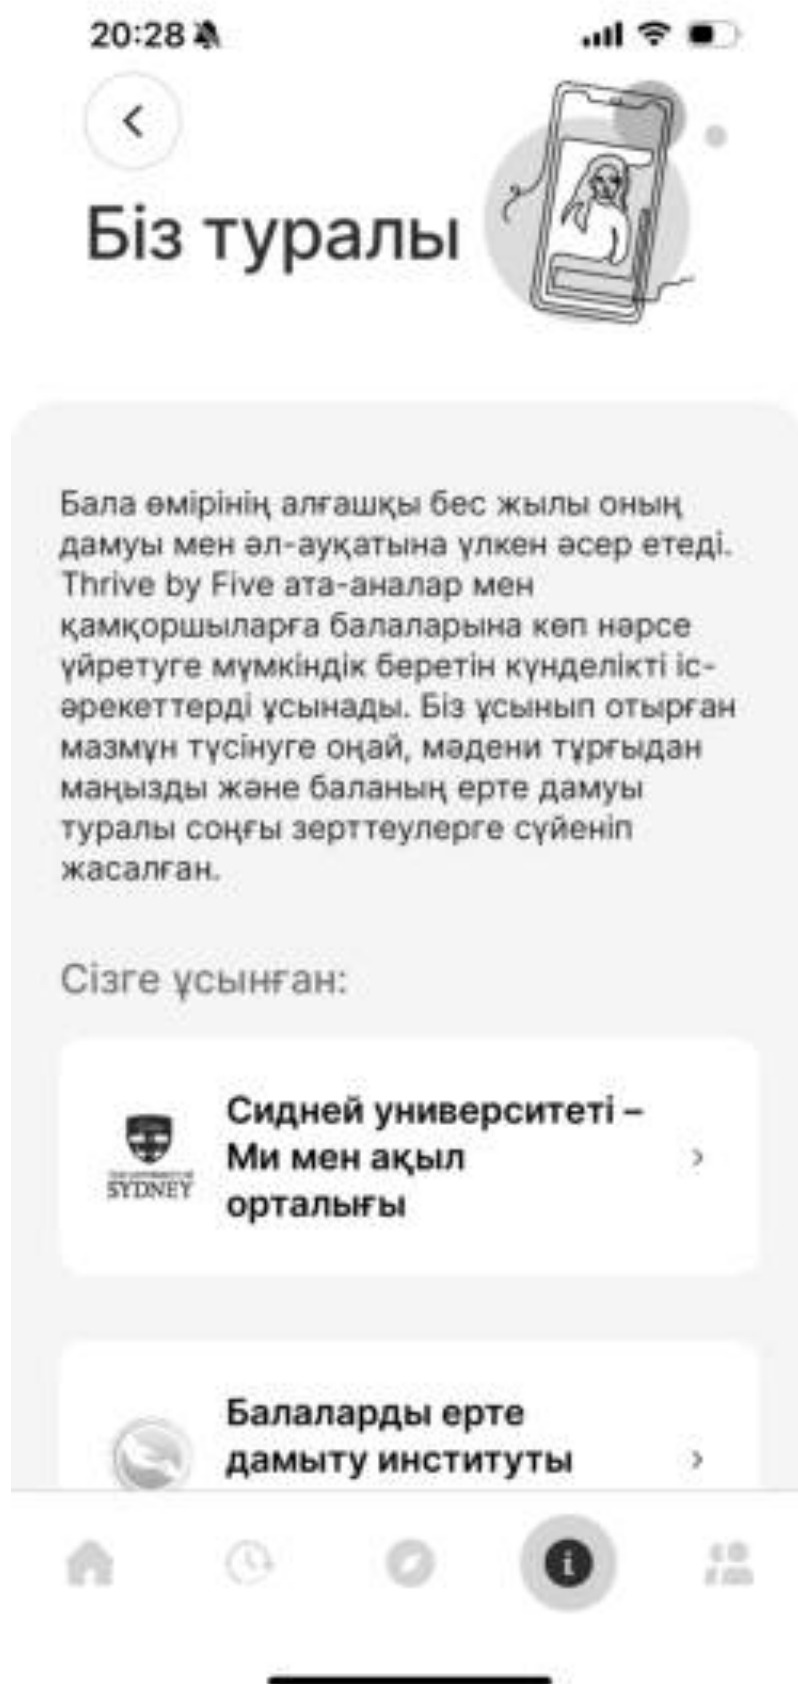 20:28
Біз туралы
Бала өмірінің алғашқы бес жылы оның
дамуы мен әл-ауқатына үлкен әсер етеді.
Thrive by Five ата-аналар мен
қамқоршыларға балаларына көп нәрсе
үйретуге мүмкіндік беретін күнделікті іс-
әрекеттерді ұсынады. Біз ұсынып отырған
мазмұн түсінуге оңай, мәдени тұрғыдан
маңызды және баланың ерте дамуы
туралы соңғы зерттеулерге сүйеніп
жасалған.
Сізге ұсынған:
Сидней университеті –
Ми мен ақыл
орталығы
SYDNEY
Балаларды ерте
дамыту институты